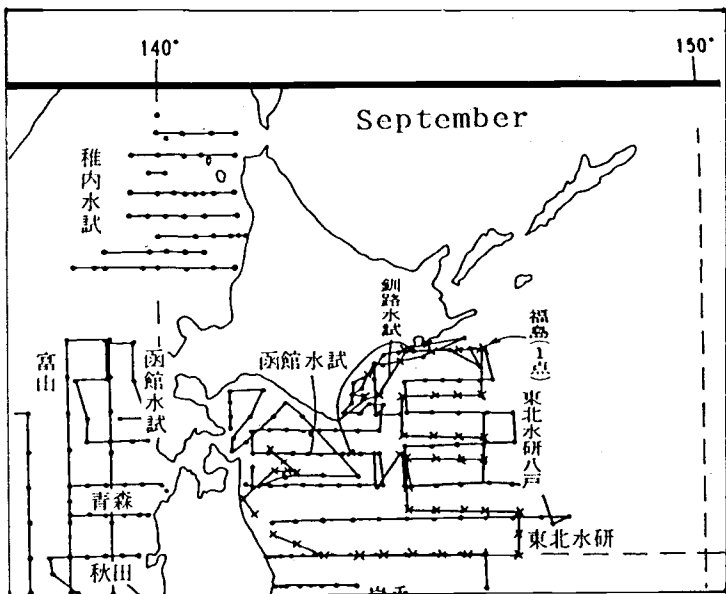 140°
150°
September
稚内水試
釧路水試
福島(1点)
富山
函館水試
函館水試
東北水研八戸
青森
東北水研
秋田